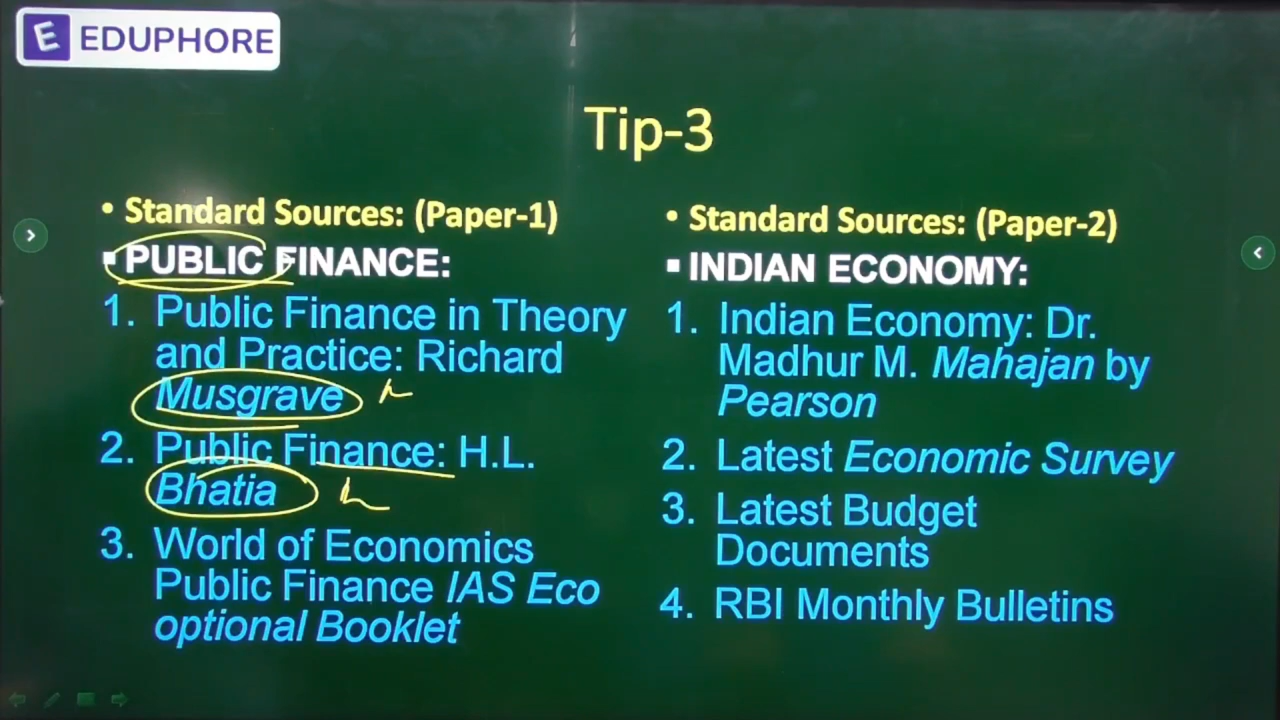 E EDUPHORE
Tip-3
• Standard Sources: (Paper-1)
▪ PUBLIC FINANCE:
1. Public Finance in Theory
and Practice: Richard
Musgrave
2. Public Finance: H.L.
Bhatia
3. World of Economics
Public Finance IAS Eco
optional Booklet
• Standard Sources: (Paper-2)
▪ INDIAN ECONOMY:
1. Indian Economy: Dr.
Madhur M. Mahajan by
Pearson
2. Latest Economic Survey
3. Latest Budget
Documents
4. RBI Monthly Bulletins